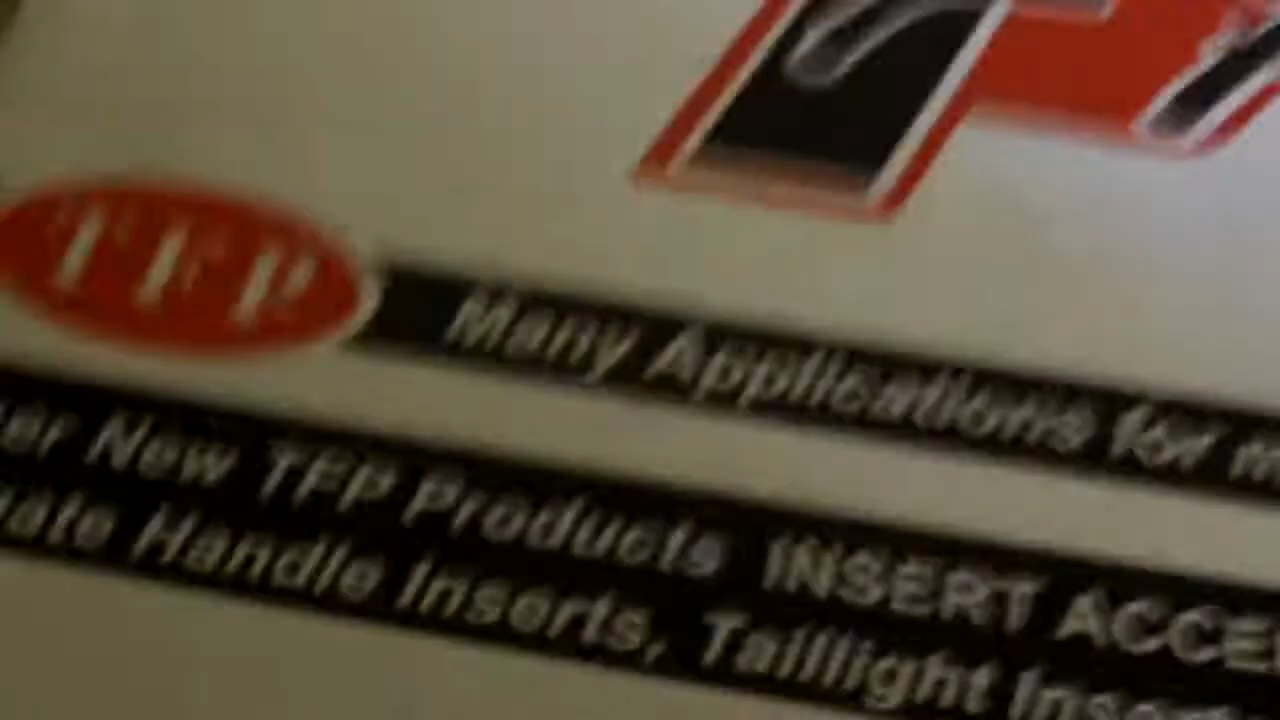 TFP
Many Applications for
New TFP Products INSERT
Handle Inserts, Taillight